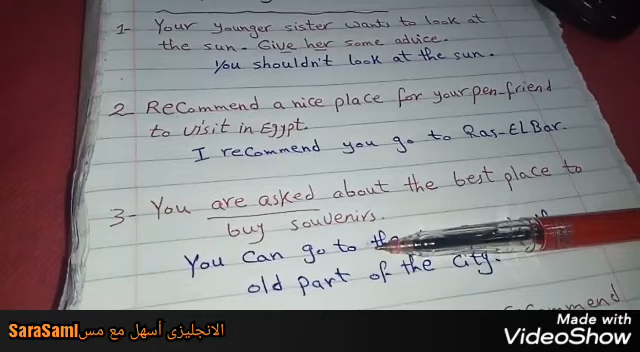 1- Your younger sister wants to look at
the sun. Give her some advice.
You shouldn't look at the sun.
2 Recommend a nice place for your pen-friend
to visit in Egypt.
I recommend you go to Ras-ELBar.
3- You are asked about the best place to
buy souvenirs.
You can go to the
old part of the city.
SaraSamI الانجليزى أسهل مع مس
Made with
VideoShow